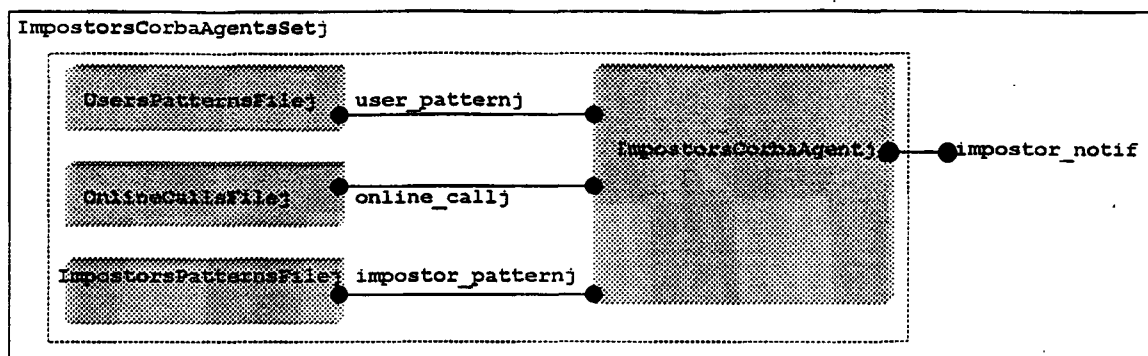 ImpostorsCorbaAgentsSetj
UsersPatternsFilej
user_patternj
ImpostorsCorbaAgentj
impostor_notif
OnlineCallsFilej
online_callj
ImpostorsPatternsFilej
impostor_patternj